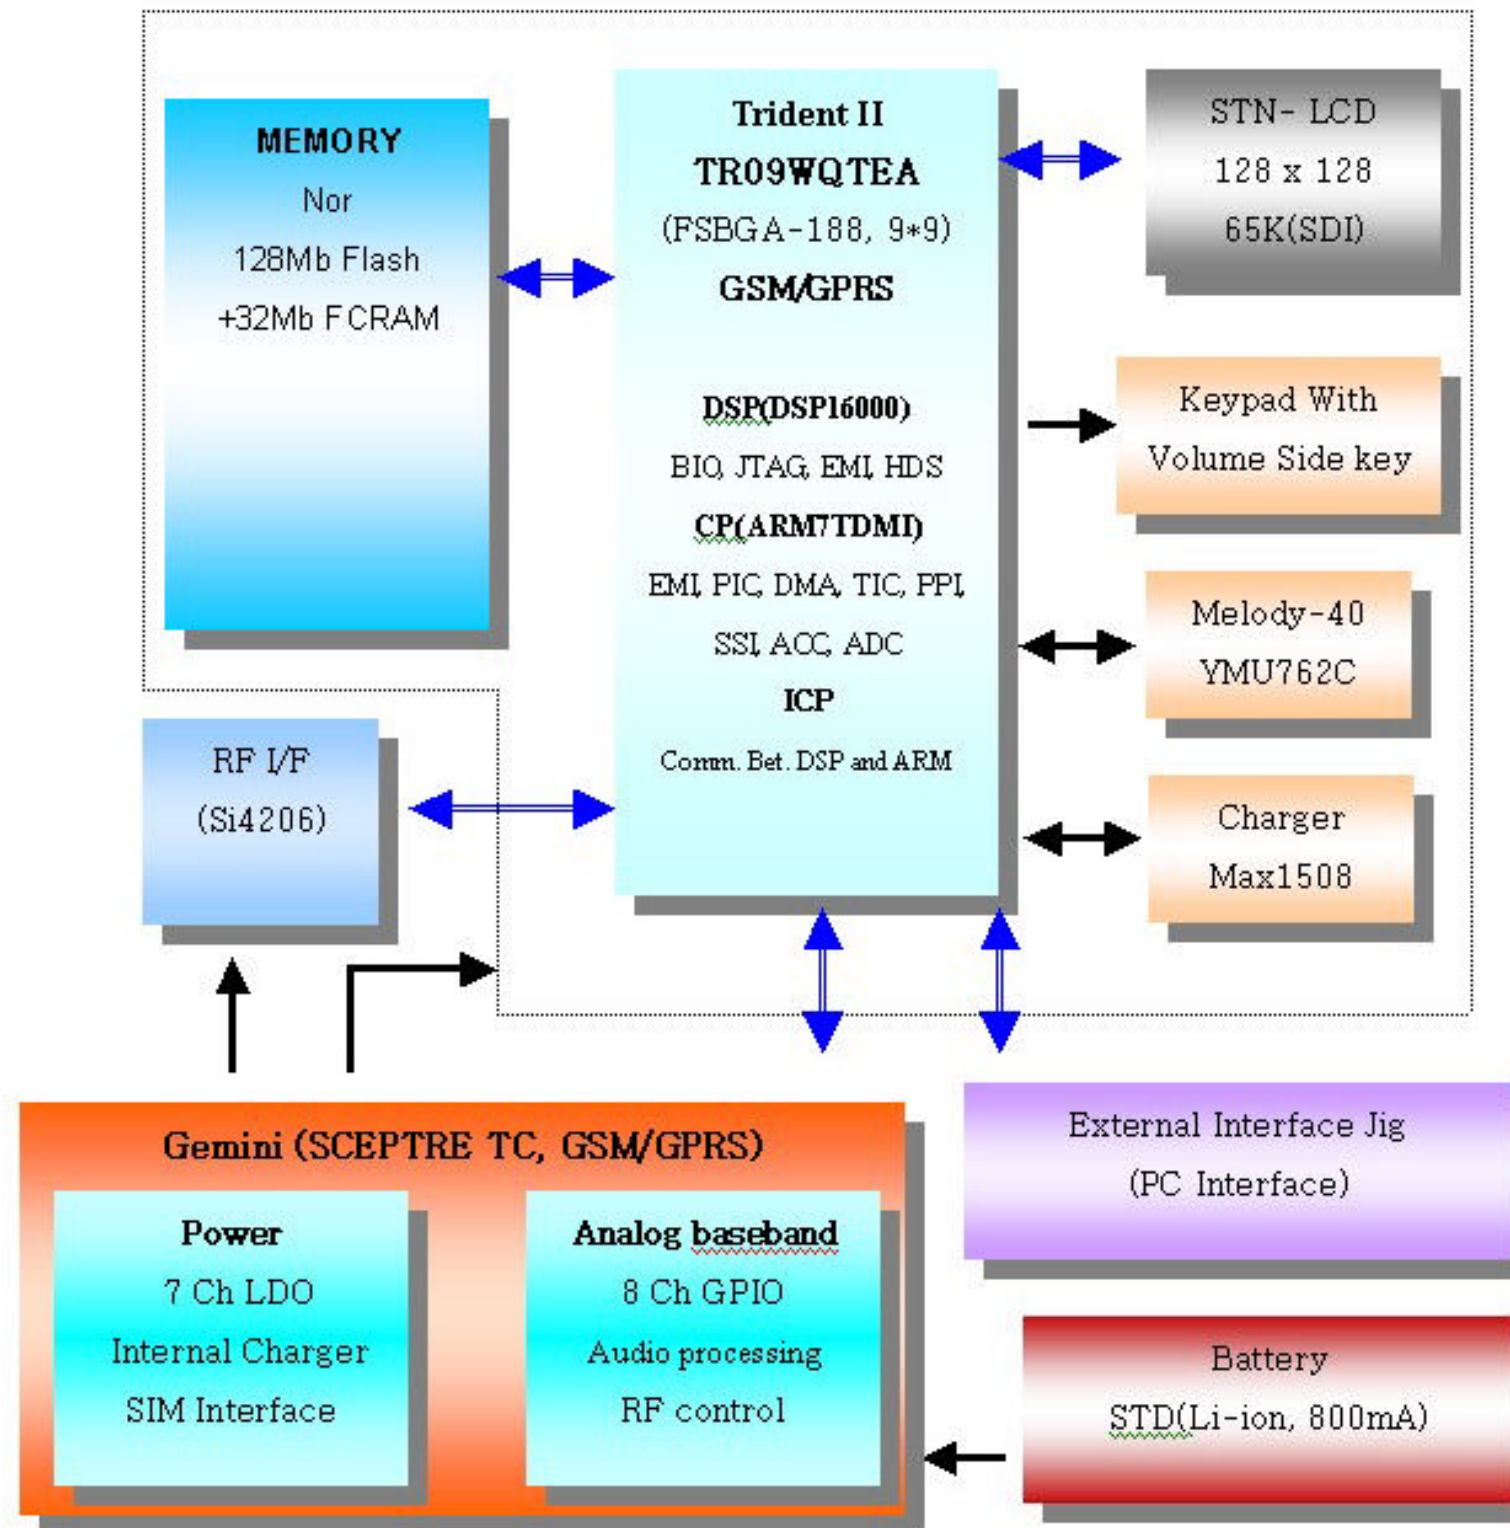 MEMORY
Nor
128Mb Flash
+32Mb FCRAM
Trident II
TR09WQTEA
(FSBGA-188, 9*9)
GSM/GPRS
DSP(DSP16000)
BIO, JTAG, EMI, HDS
CP(ARM7TDMI)
EMI, PIC, DMA, TIC, PPI,
SSI, ACC, ADC
ICP
Comm. Bet. DSP and ARM
STN- LCD
128 x 128
65K(SDI)
Keypad With
Volume Side key
Melody-40
YMU762C
Charger
Max1508
RF I/F
(Si4206)
Gemini (SCEPTRE TC, GSM/GPRS)
Power
7 Ch LDO
Internal Charger
SIM Interface
Analog baseband
8 Ch GPIO
Audio processing
RF control
External Interface Jig
(PC Interface)
Battery
STD(Li-ion, 800mA)